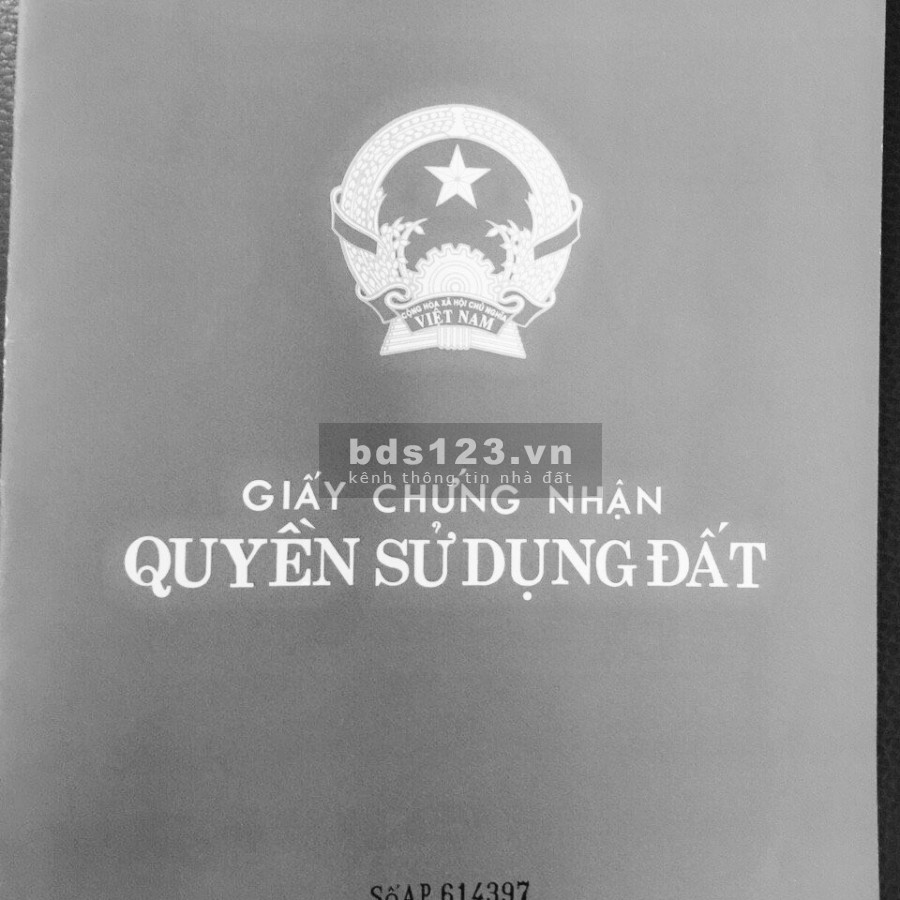 CỘNG HÒA XÃ HỘI CHỦ NGHĨA
VIỆT NAM
bds123.vn
kênh thông tin nhà đất
GIẤY CHỨNG NHẬN
QUYỀN SỬ DỤNG ĐẤT
Số AP 614397